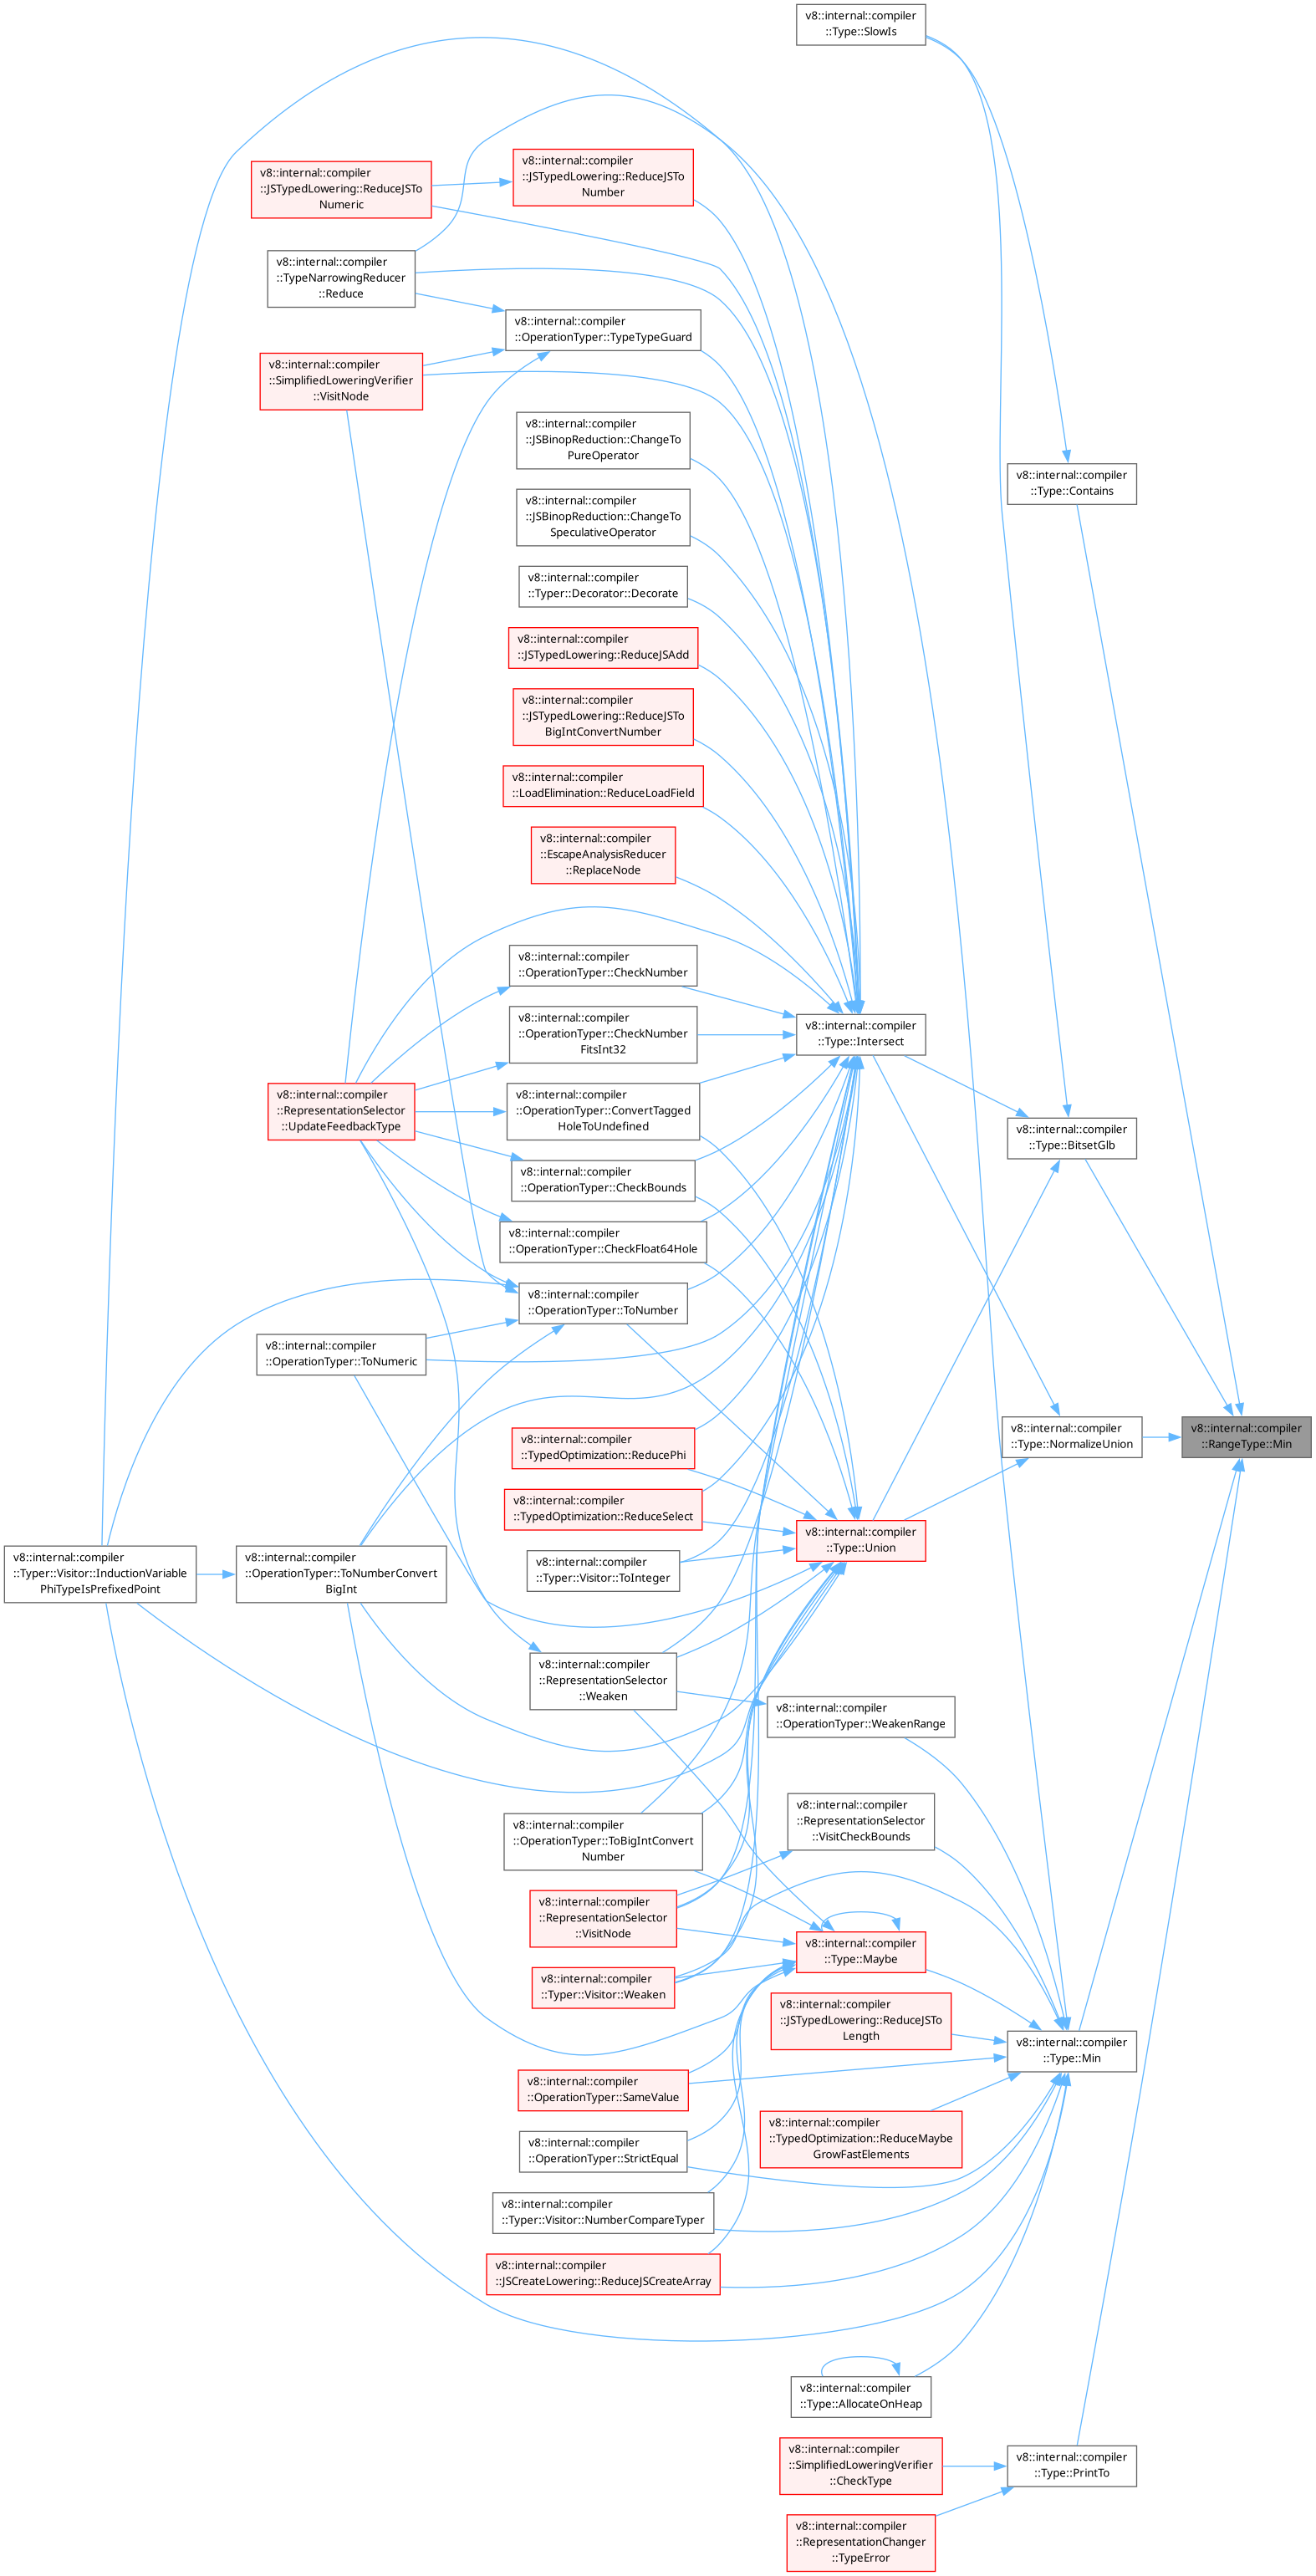 v8::internal::compiler
::Type::SlowIs
v8::internal::compiler
::JSTypedLowering::ReduceJSTo
Number
v8::internal::compiler
::JSTypedLowering::ReduceJSTo
Numeric
v8::internal::compiler
::TypeNarrowingReducer
::Reduce
v8::internal::compiler
::OperationTyper::TypeTypeGuard
v8::internal::compiler
::SimplifiedLoweringVerifier
::VisitNode
v8::internal::compiler
::JSBinopReduction::ChangeTo
PureOperator
v8::internal::compiler
::Type::Contains
v8::internal::compiler
::JSBinopReduction::ChangeTo
SpeculativeOperator
v8::internal::compiler
::Typer::Decorator::Decorate
v8::internal::compiler
::JSTypedLowering::ReduceJSAdd
v8::internal::compiler
::JSTypedLowering::ReduceJSTo
BigIntConvertNumber
v8::internal::compiler
::LoadElimination::ReduceLoadField
v8::internal::compiler
::EscapeAnalysisReducer
::ReplaceNode
v8::internal::compiler
::OperationTyper::CheckNumber
v8::internal::compiler
::OperationTyper::CheckNumber
FitsInt32
v8::internal::compiler
::Type::Intersect
v8::internal::compiler
::RepresentationSelector
::UpdateFeedbackType
v8::internal::compiler
::OperationTyper::ConvertTagged
HoleToUndefined
v8::internal::compiler
::Type::BitsetGlb
v8::internal::compiler
::OperationTyper::CheckBounds
v8::internal::compiler
::OperationTyper::CheckFloat64Hole
v8::internal::compiler
::OperationTyper::ToNumber
v8::internal::compiler
::OperationTyper::ToNumeric
v8::internal::compiler
::TypedOptimization::ReducePhi
v8::internal::compiler
::Type::NormalizeUnion
v8::internal::compiler
::RangeType::Min
v8::internal::compiler
::TypedOptimization::ReduceSelect
v8::internal::compiler
::Type::Union
v8::internal::compiler
::Typer::Visitor::InductionVariable
PhiTypeIsPrefixedPoint
v8::internal::compiler
::OperationTyper::ToNumberConvert
BigInt
v8::internal::compiler
::Typer::Visitor::ToInteger
v8::internal::compiler
::RepresentationSelector
::Weaken
v8::internal::compiler
::OperationTyper::WeakenRange
v8::internal::compiler
::OperationTyper::ToBigIntConvert
Number
v8::internal::compiler
::RepresentationSelector
::VisitCheckBounds
v8::internal::compiler
::RepresentationSelector
::VisitNode
v8::internal::compiler
::Type::Maybe
v8::internal::compiler
::Typer::Visitor::Weaken
v8::internal::compiler
::JSTypedLowering::ReduceJSTo
Length
v8::internal::compiler
::Type::Min
v8::internal::compiler
::OperationTyper::SameValue
v8::internal::compiler
::TypedOptimization::ReduceMaybe
GrowFastElements
v8::internal::compiler
::OperationTyper::StrictEqual
v8::internal::compiler
::Typer::Visitor::NumberCompareTyper
v8::internal::compiler
::JSCreateLowering::ReduceJSCreateArray
v8::internal::compiler
::Type::AllocateOnHeap
v8::internal::compiler
::SimplifiedLoweringVerifier
::CheckType
v8::internal::compiler
::Type::PrintTo
v8::internal::compiler
::RepresentationChanger
::TypeError